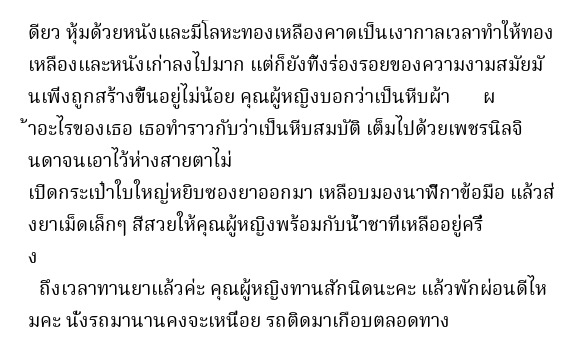 ดียว หุ้มด้วยหนังและมีโลหะทองเหลืองคาดเป็นเงากาลเวลาทำให้ทอง
เหลืองและหนังเก่าลงไปมาก แต่ก็ยังทิ้งร่องรอยของความงามสมัยมั
นเพิ่งถูกสร้างขึ้นอยู่ไม่น้อย คุณผู้หญิงบอกว่าเป็นหีบผ้า ผ
้าอะไรของเธอ เธอทำราวกับว่าเป็นหีบสมบัติ เต็มไปด้วยเพชรนิลจิ
นดาจนเอาไว้ห่างสายตาไม่
เปิดกระเป๋าใบใหญ่หยิบซองยาออกมา เหลือบมองนาฬิกาข้อมือ แล้วส่
งยาเม็ดเล็กๆ สีสวยให้คุณผู้หญิงพร้อมกับน้ำชาที่เหลืออยู่ครึ่
ง
ถึงเวลาทานยาแล้วค่ะ คุณผู้หญิงทานสักนิดนะคะ แล้วพักผ่อนดีไห
มคะ นั่งรถมานานคงจะเหนื่อย รถติดมาเกือบตลอดทาง